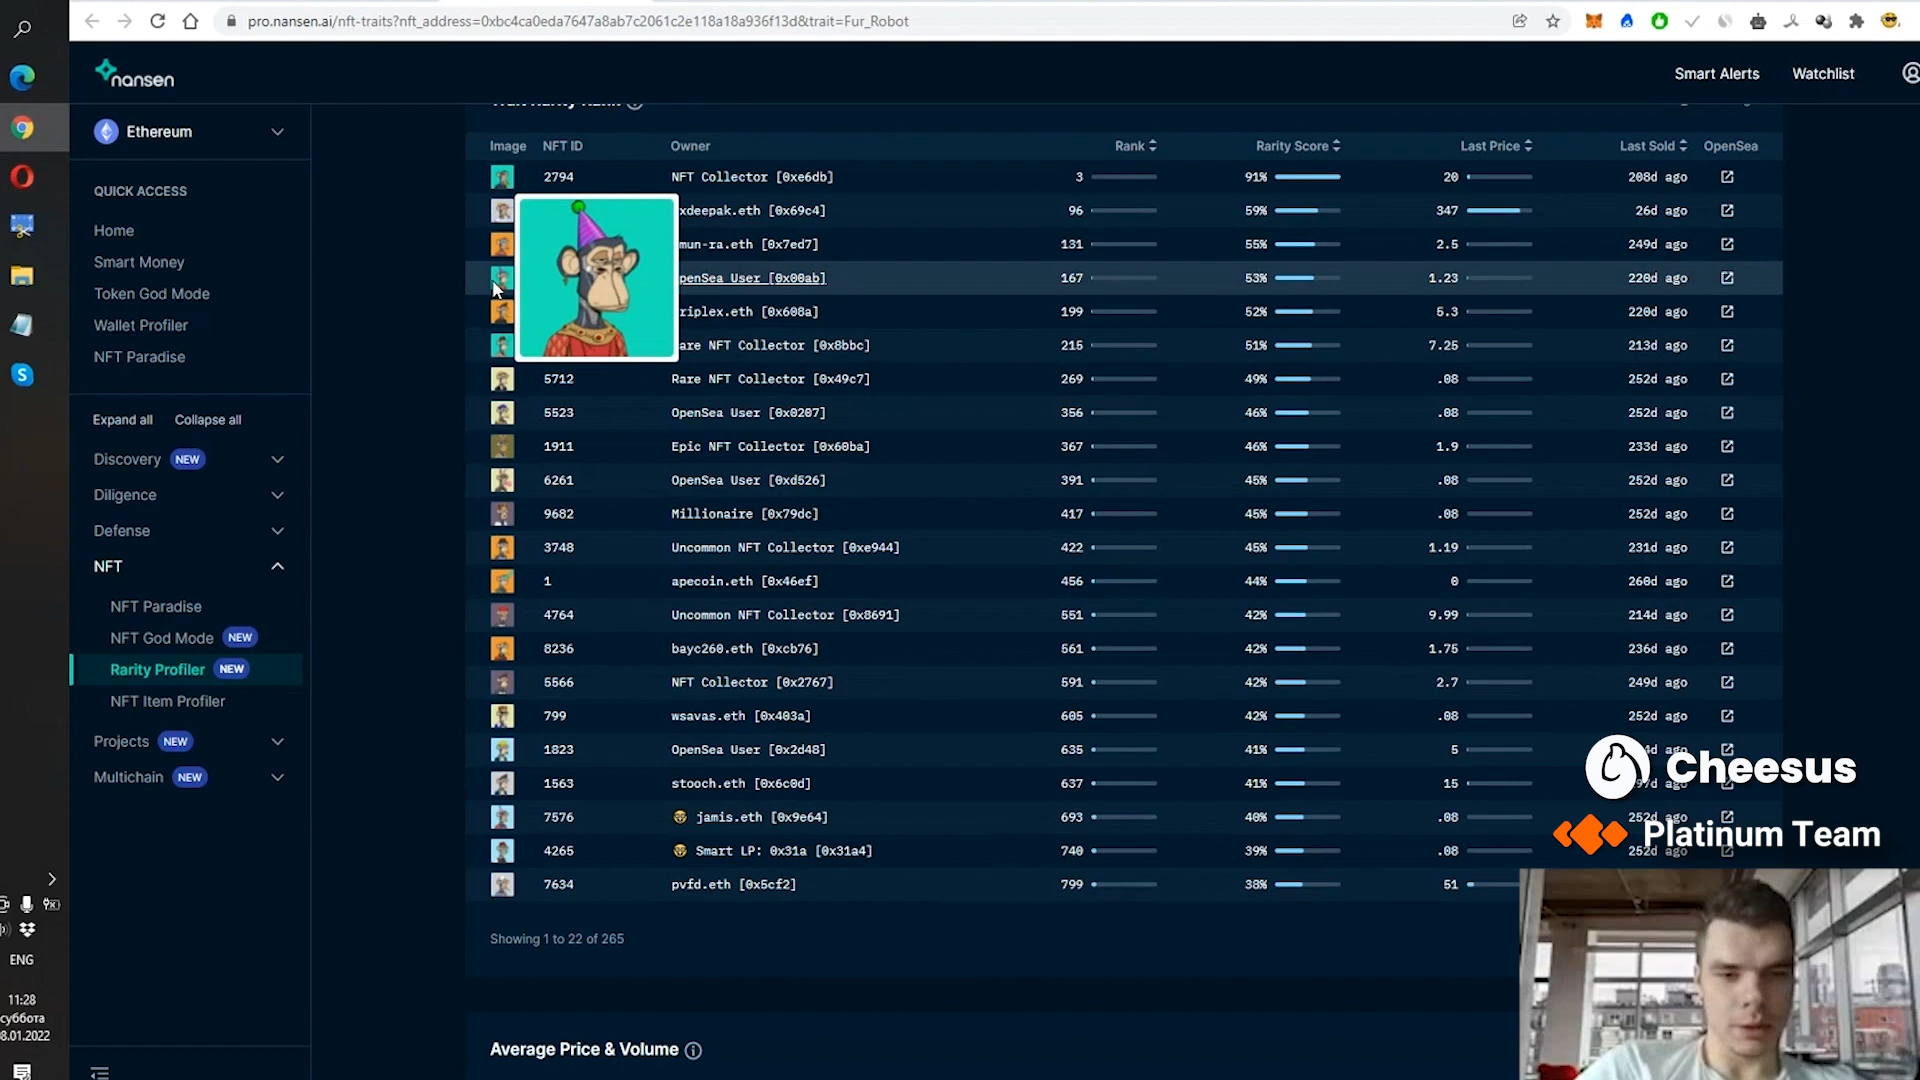 pro.nansen.ai/nft-traits?nft_address=0xbc4ca0eda7647a8ab7c2061c2e118a18a936f13d&trait=Fur_Robot
nansen
Smart Alerts
Watchlist
Ethereum
QUICK ACCESS
Home
Smart Money
Token God Mode
Wallet Profiler
NFT Paradise
Expand all Collapse all
Discovery NEW
Diligence
Defense
NFT
NFT Paradise
NFT God Mode NEW
Rarity Profiler NEW
NFT Item Profiler
Projects NEW
Multichain NEW
Image NFT ID Owner Rank Rarity Score Last Price Last Sold OpenSea
2794 NFT Collector [0xe6db] 3 91% 20 208d ago
xdeepak.eth [0x69c4] 96 59% 347 26d ago
mun-ra.eth [0x7ed7] 131 55% 2.5 249d ago
penSea User [0x00ab] 167 53% 1.23 220d ago
riplex.eth [0x608a] 199 52% 5.3 220d ago
are NFT Collector [0x8bbc] 215 51% 7.25 213d ago
5712 Rare NFT Collector [0x49c7] 269 49% .08 252d ago
5523 OpenSea User [0x0207] 356 46% .08 252d ago
1911 Epic NFT Collector [0x60ba] 367 46% 1.9 233d ago
6261 OpenSea User [0xd526] 391 45% .08 252d ago
9682 Millionaire [0x79dc] 417 45% .08 252d ago
3748 Uncommon NFT Collector [0xe944] 422 45% 1.19 231d ago
1 apecoin.eth [0x46ef] 456 44% 0 260d ago
4764 Uncommon NFT Collector [0x8691] 551 42% 9.99 214d ago
8236 bayc260.eth [0xcb76] 561 42% 1.75 236d ago
5566 NFT Collector [0x2767] 591 42% 2.7 249d ago
799 wsavas.eth [0x403a] 605 42% .08 252d ago
1823 OpenSea User [0x2d48] 635 41% 5 ago
1563 stooch.eth [0x6c0d] 637 41% 15 ago
7576 🤓 jamis.eth [0x9e64] 693 40% .08 252d ago
4265 🤓 Smart LP: 0x31a [0x31a4] 740 39% .08 252d ago
7634 pvfd.eth [0x5cf2] 799 38% 51
Showing 1 to 22 of 265
Average Price & Volume
Cheesus
Platinum Team
ENG
11:28
суббота
8.01.2022